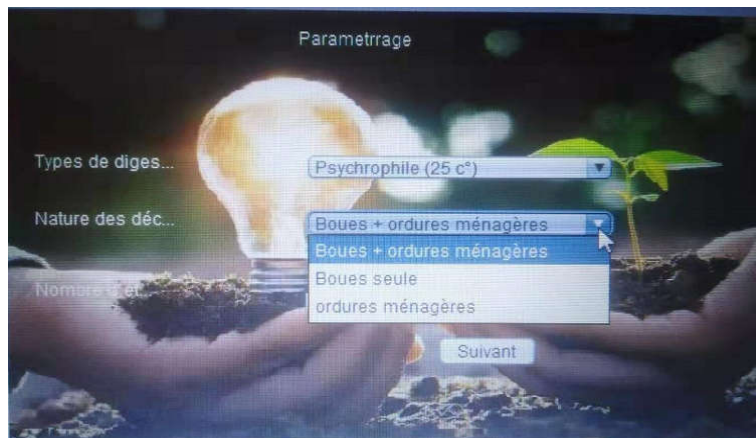 Parametrrage
Types de diges...
Psychrophile (25 c°)
Nature des déc...
Boues + ordures ménagères
Boues + ordures ménagères
Boues seule
ordures ménagères
Suivant